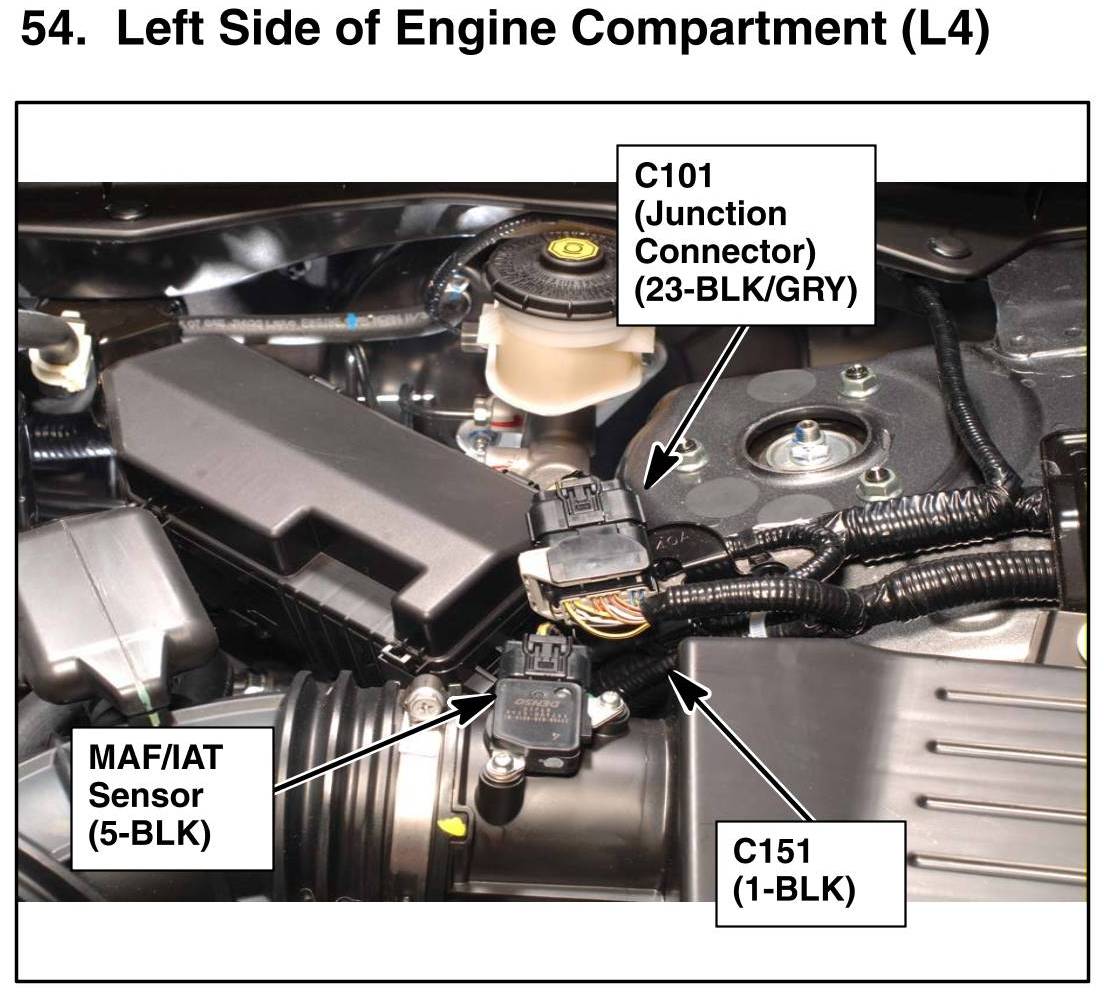 54. Left Side of Engine Compartment (L4)
C101
(Junction
Connector)
(23-BLK/GRY)
DENSO
MAF/IAT
Sensor
(5-BLK)
C151
(1-BLK)